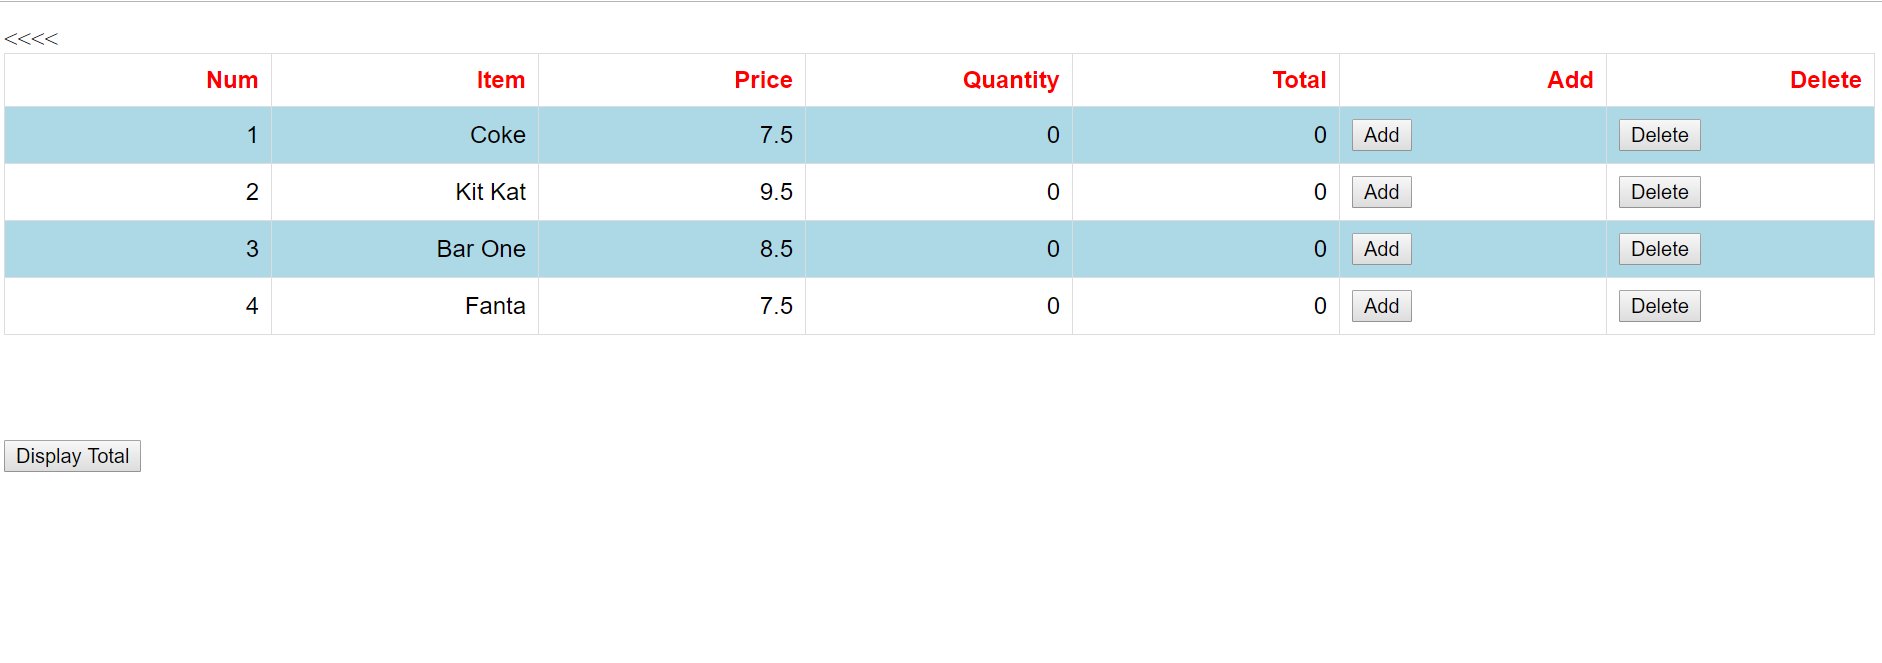 <<<<
Num Item Price Quantity Total Add Delete
1 Coke 7.5 0 0 Add Delete
2 Kit Kat 9.5 0 0 Add Delete
3 Bar One 8.5 0 0 Add Delete
4 Fanta 7.5 0 0 Add Delete
Display Total